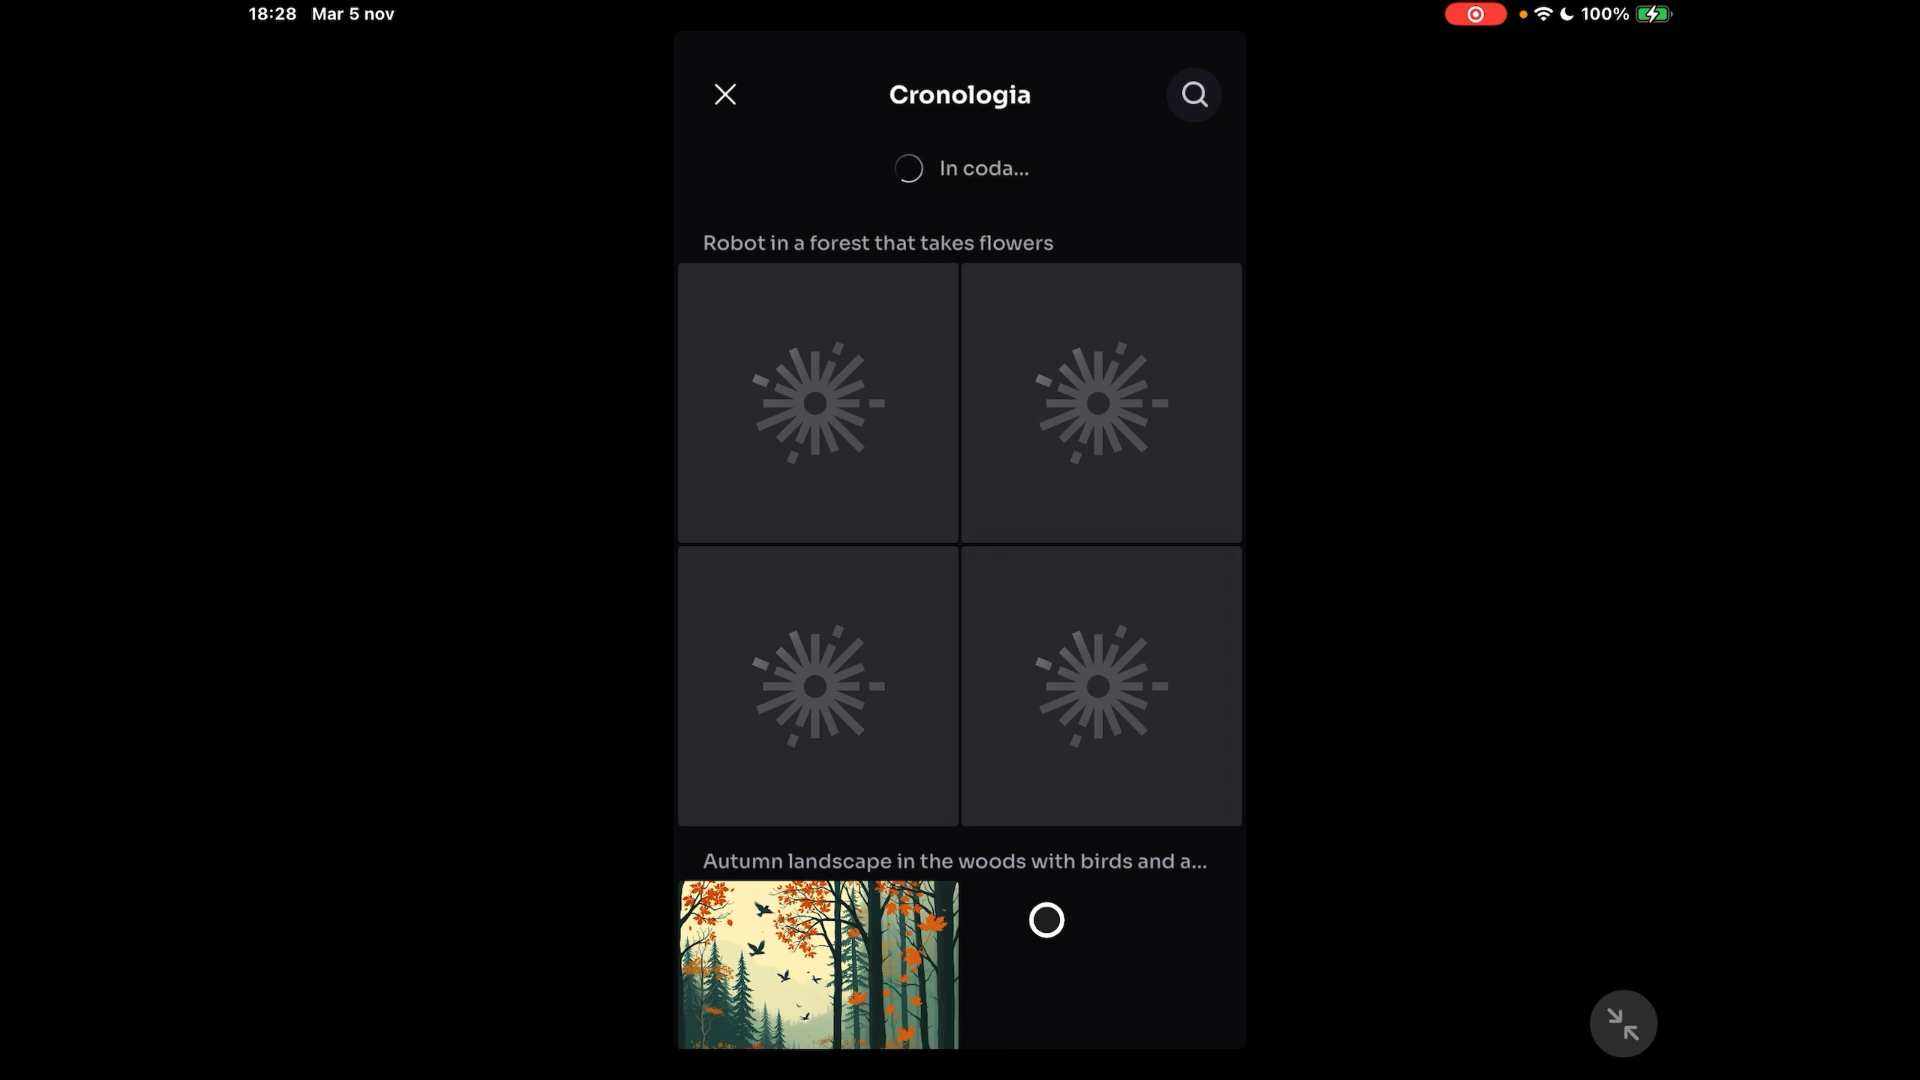 18:28 Mar 5 nov
100%
Cronologia
In coda...
Robot in a forest that takes flowers
Autumn landscape in the woods with birds and a...